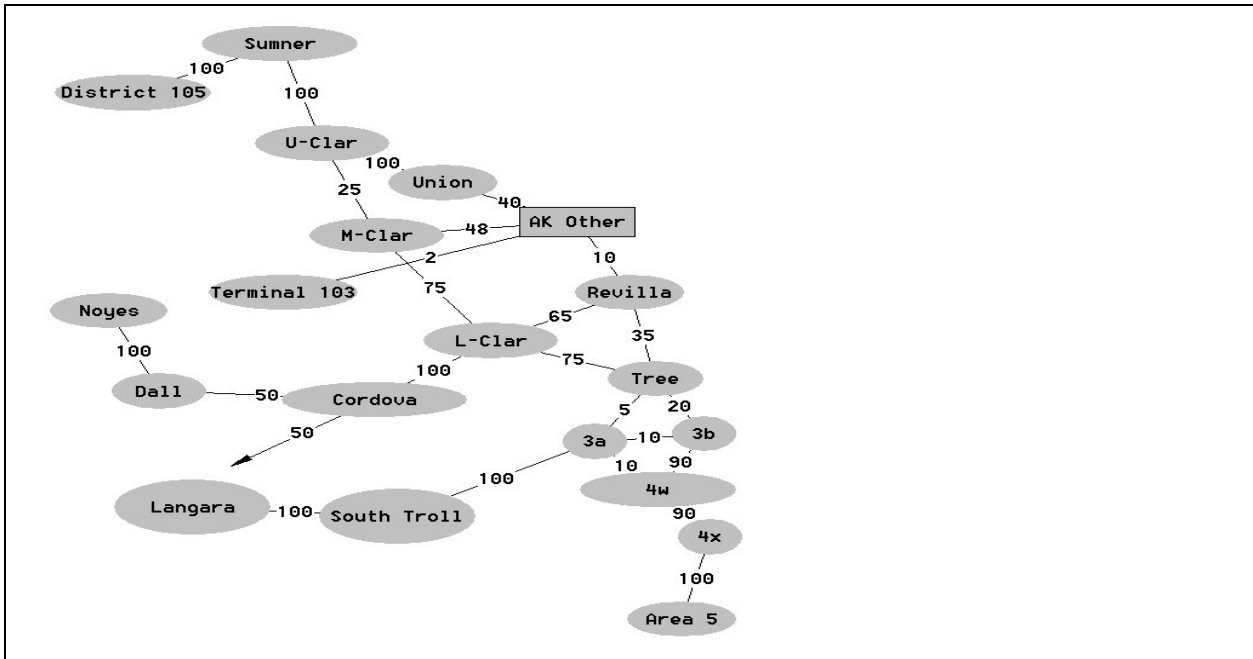 Sumner
100
District 105
100
U-Clar
100
Union
25
40
AK Other
M-Clar
48
2
10
Terminal 103
75
Revilla
Noyes
65
35
L-Clar
100
75
100
Tree
Dall
50
Cordova
5
20
50
3a
10
3b
10
90
100
4w
Langara
100
South Troll
90
4x
100
Area 5